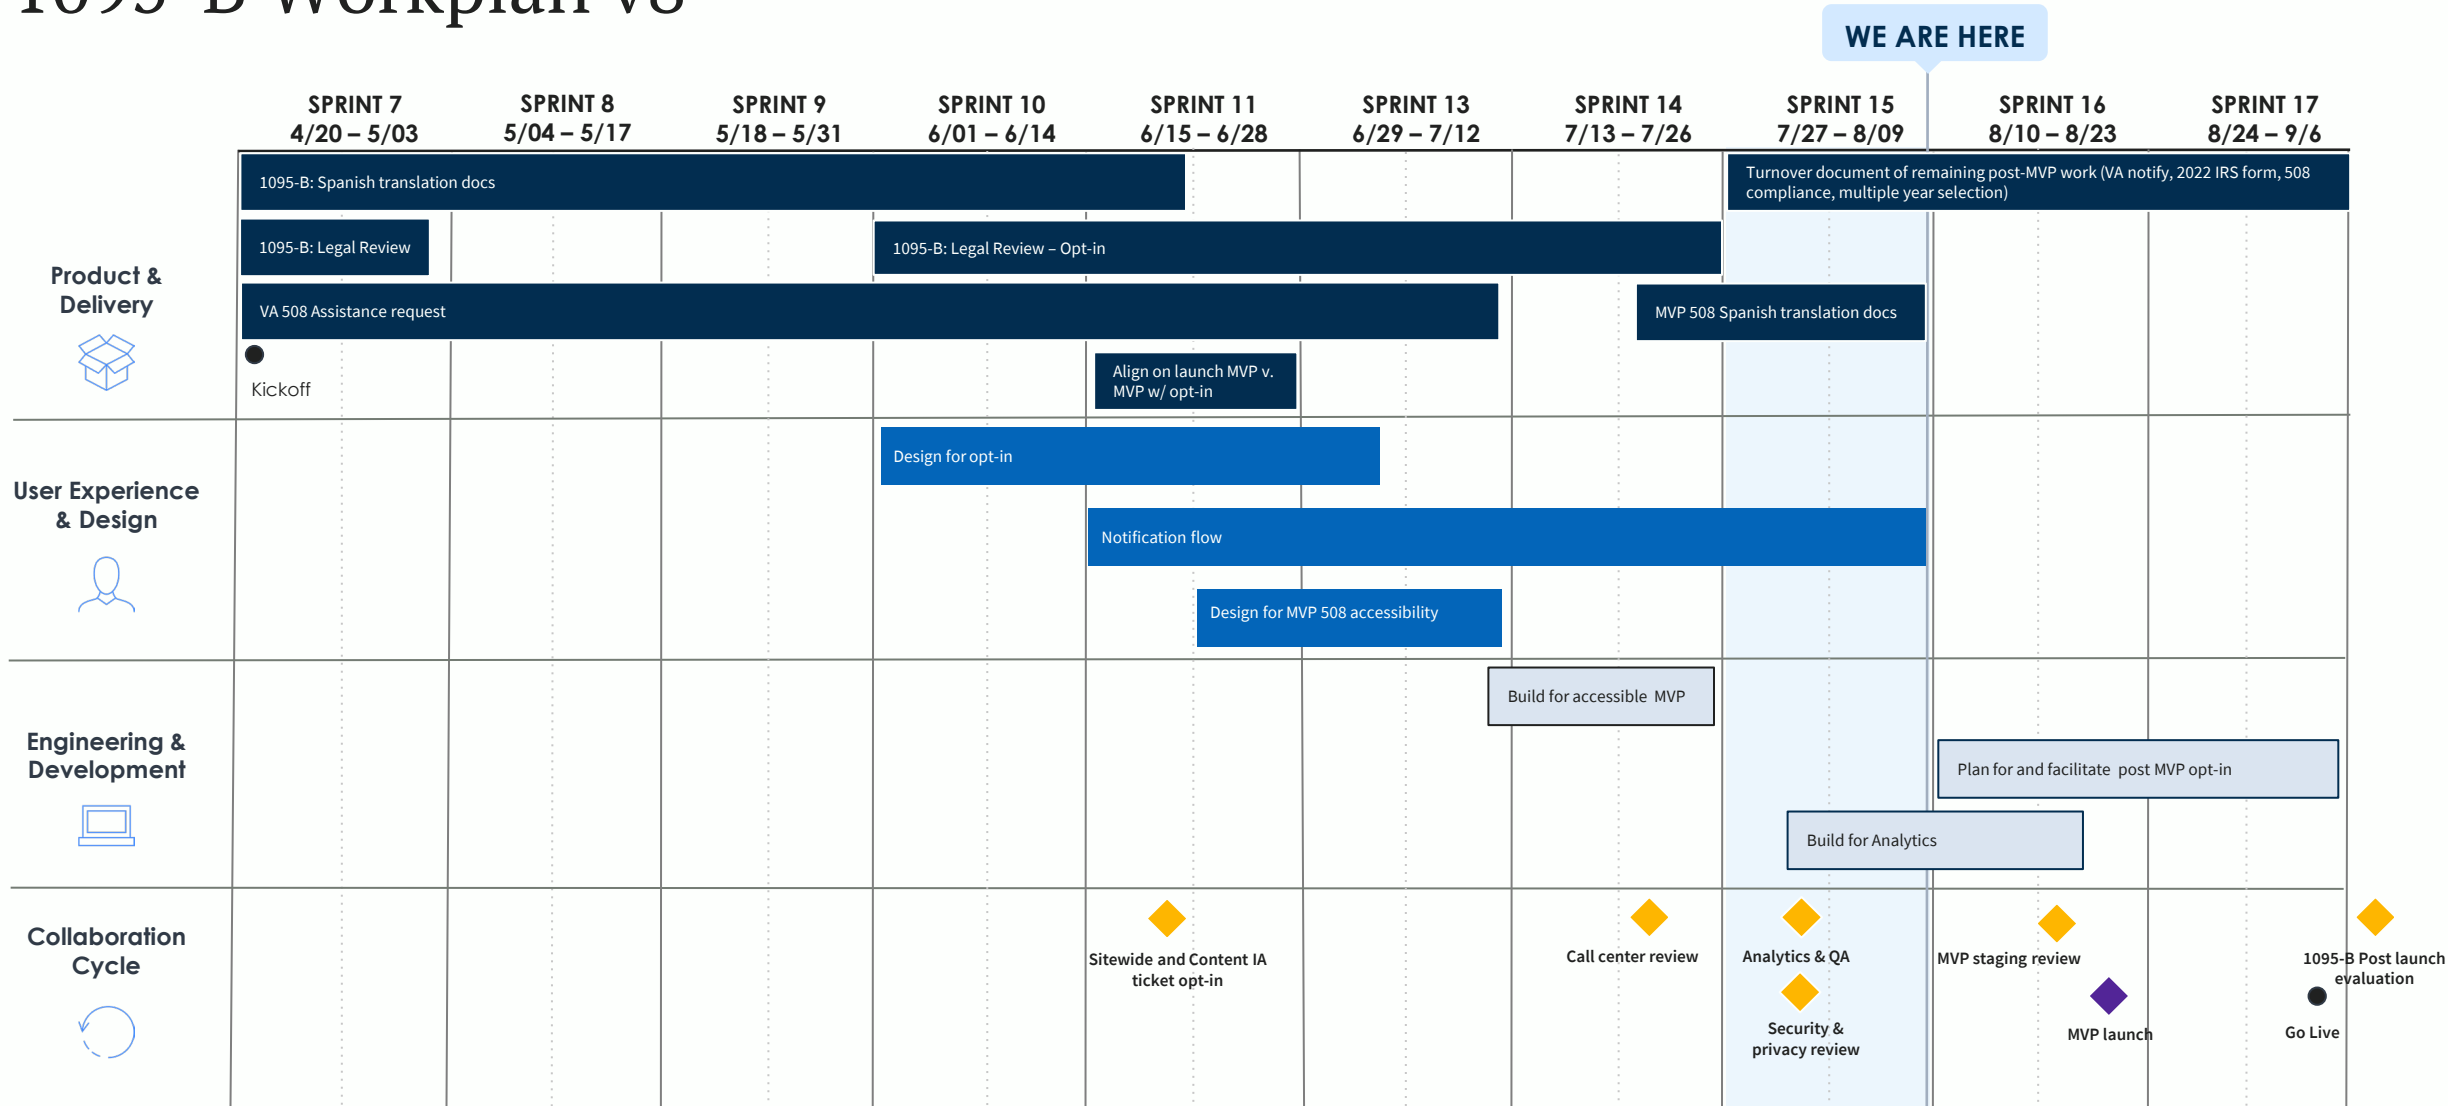 1095-B Workplan v8
WE ARE HERE
SPRINT 7
4/20 – 5/03
SPRINT 8
5/04 – 5/17
SPRINT 9
5/18 – 5/31
SPRINT 10
6/01 – 6/14
SPRINT 11
6/15 – 6/28
SPRINT 13
6/29 – 7/12
SPRINT 14
7/13 – 7/26
SPRINT 15
7/27 – 8/09
SPRINT 16
8/10 – 8/23
SPRINT 17
8/24 – 9/6
Product &
Delivery
1095-B: Spanish translation docs
Turnover document of remaining post-MVP work (VA notify, 2022 IRS form, 508
compliance, multiple year selection)
1095-B: Legal Review
1095-B: Legal Review – Opt-in
VA 508 Assistance request
MVP 508 Spanish translation docs
Kickoff
Align on launch MVP v.
MVP w/ opt-in
User Experience
& Design
Design for opt-in
Notification flow
Design for MVP 508 accessibility
Engineering &
Development
Build for accessible MVP
Plan for and facilitate post MVP opt-in
Build for Analytics
Collaboration
Cycle
Sitewide and Content IA
ticket opt-in
Call center review
Analytics & QA
Security &
privacy review
MVP staging review
MVP launch
1095-B Post launch
evaluation
Go Live